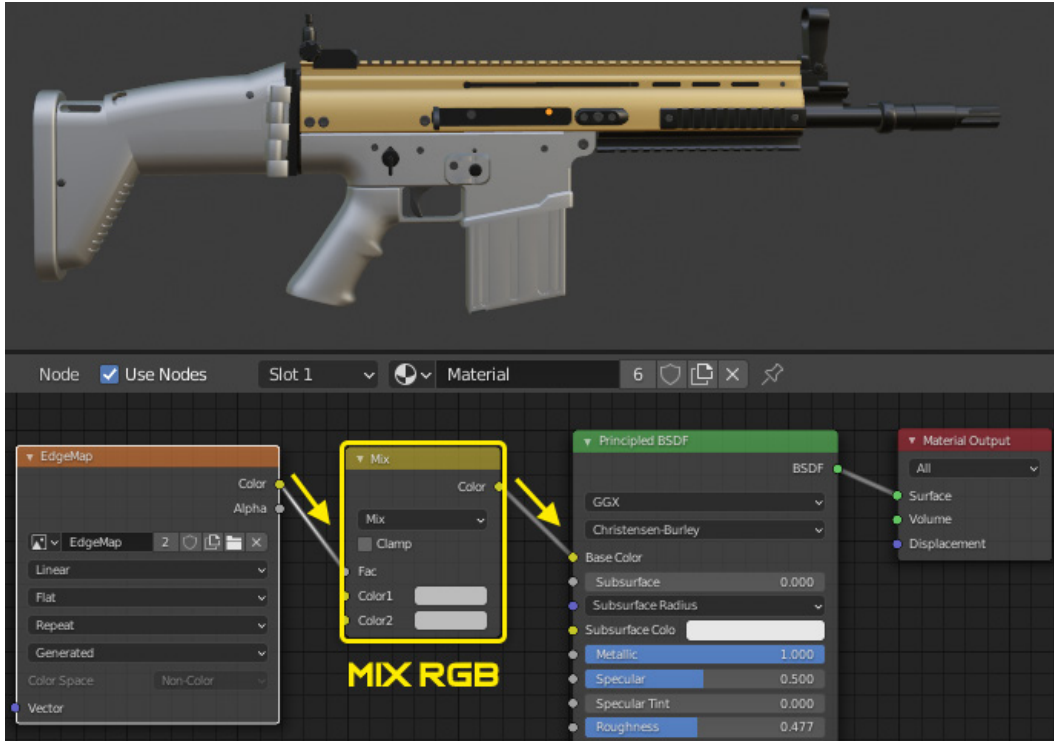 Node Use Nodes Slot 1 Material 6
EdgeMap
Color
Alpha
EdgeMap 2
Linear
Flat
Repeat
Generated
Color Space Non-Color
Vector
Mix
Color
Mix
Clamp
Fac
Color1
Color2
MIX RGB
Principled BSDF
BSDF
GGX
Christensen-Burley
Base Color
Subsurface 0.000
Subsurface Radius
Subsurface Colo
Metallic 1.000
Specular 0.500
Specular Tint 0.000
Roughness 0.477
Material Output
All
Surface
Volume
Displacement